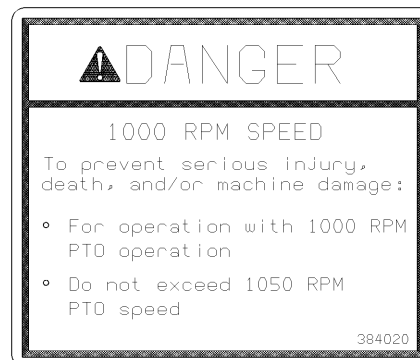 DANGER
1000 RPM SPEED
To prevent serious injury,
death, and/or machine damage:
° For operation with 1000 RPM
PTO operation
° Do not exceed 1050 RPM
PTO speed
384020